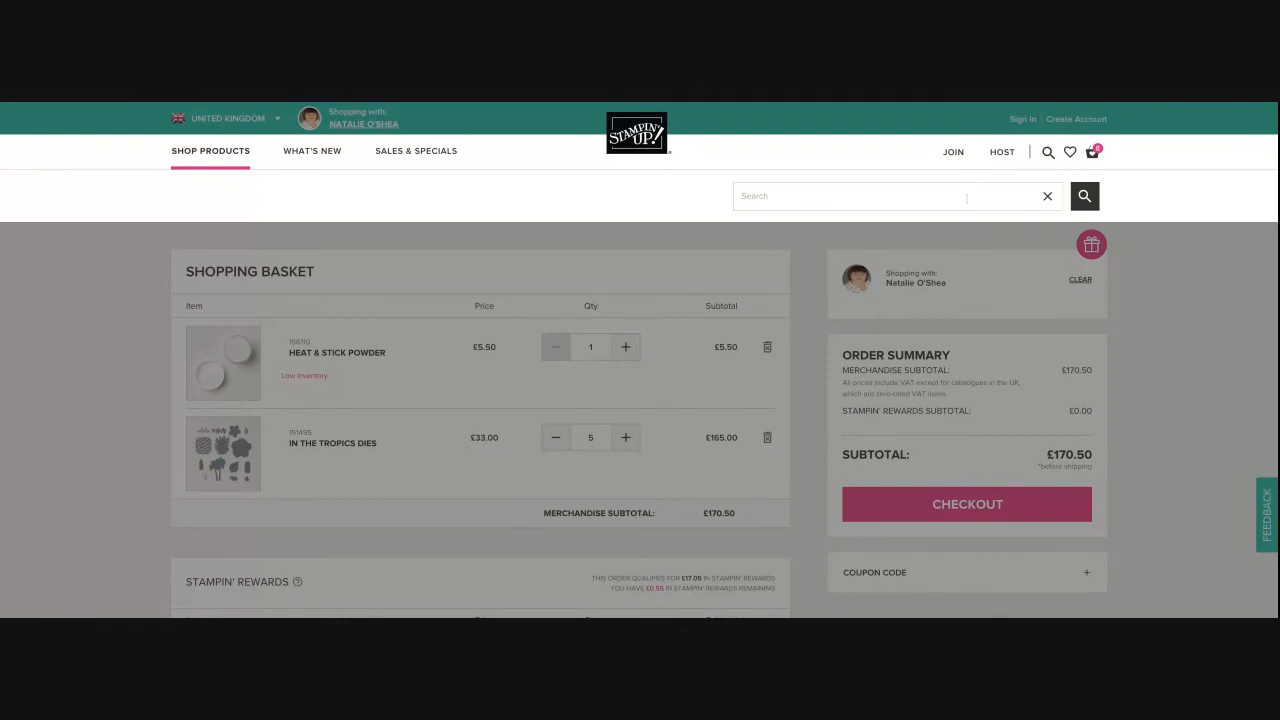 UNITED KINGDOM
Shopping with:
NATALIE O'SHEA
STAMPIN' UP!
Sign In | Create Account
SHOP PRODUCTS
WHAT'S NEW
SALES & SPECIALS
JOIN
HOST
8
Search
SHOPPING BASKET
Item Price Qty Subtotal
156110
HEAT & STICK POWDER
£5.50 1 £5.50
Low Inventory
151495
IN THE TROPICS DIES
£33.00 5 £165.00
MERCHANDISE SUBTOTAL: £170.50
STAMPIN' REWARDS
THIS ORDER QUALIFIES FOR £17.05 IN STAMPIN' REWARDS
YOU HAVE £0.55 IN STAMPIN' REWARDS REMAINING
Shopping with:
Natalie O'Shea
CLEAR
ORDER SUMMARY
MERCHANDISE SUBTOTAL: £170.50
All prices include VAT except for catalogues in the UK,
which are zero-rated VAT items.
STAMPIN' REWARDS SUBTOTAL: £0.00
SUBTOTAL: £170.50
*before shipping
CHECKOUT
COUPON CODE +
FEEDBACK